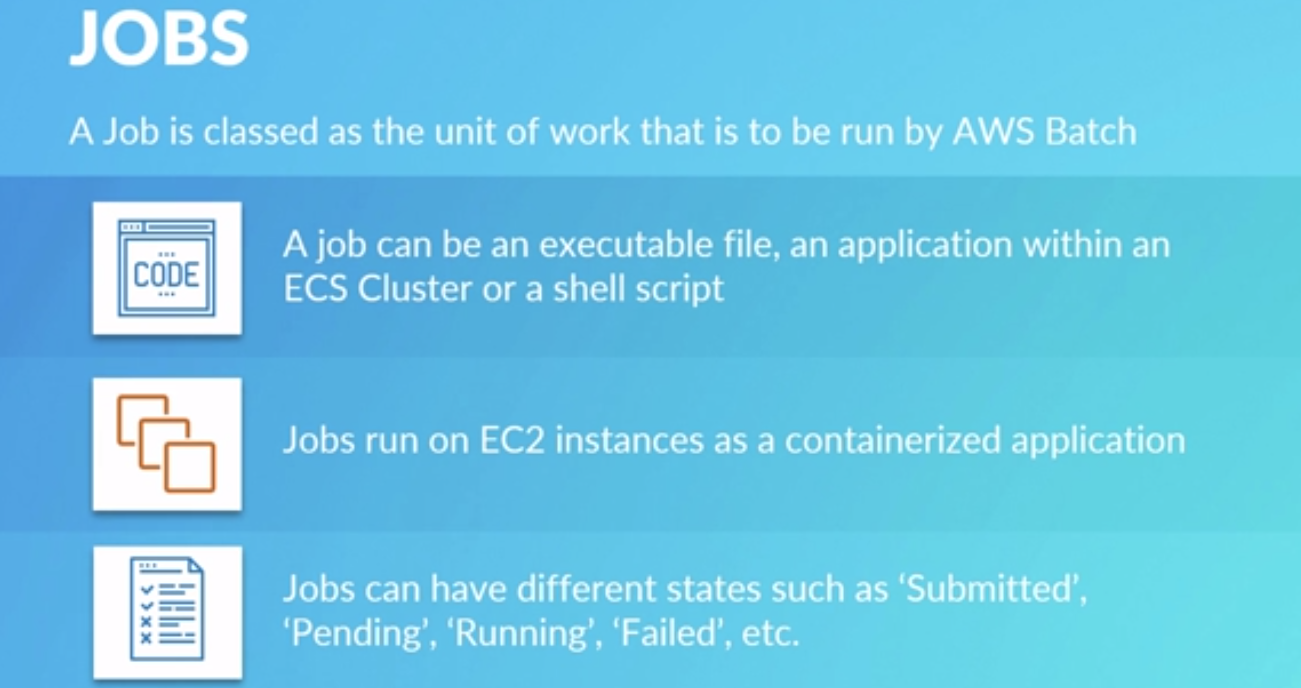 JOBS
A Job is classed as the unit of work that is to be run by AWS Batch
CODE
A job can be an executable file, an application within an
ECS Cluster or a shell script
Jobs run on EC2 instances as a containerized application
Jobs can have different states such as ‘Submitted’,
‘Pending’, ‘Running’, ‘Failed’, etc.